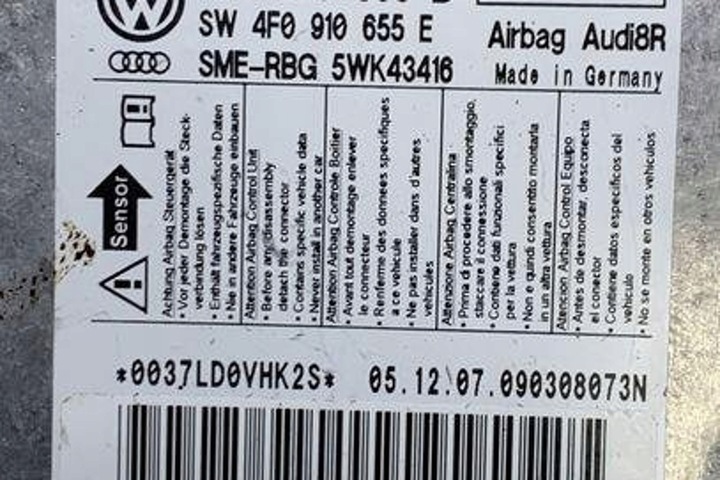 SW 4F0 910 655 E
Airbag Audi8R
SME-RBG 5WK43416
Made in Germany
Sensor
Achtung Airbag Steuergerät
• Vor jeder Demontage die Steck-
verbindung lösen
• Enthält fahrzeugspezifische Daten
• Nie in andere Fahrzeuge einbauen
Attention Airbag Control Unit
• Before any disassembly
detach the connector
• Contains specific vehicle data
• Never install in another car
Attention Airbag Controle Boitier
• Avant tout demontage enlever
le connecteur
• Renferme des donnees specifiques
a ce vehicule
• Ne pas installer dans d'autres
vehicules
Attenzione Airbag Centralina
• Prima di procedere allo smontaggio,
staccare il connessione
• Contiene dati funzionali specifici
per la vettura
• Non e quindi consentito montarla
in un altra vettura
Atencion Airbag Control Equipo
• Antes de desmontar, desconecta
el conector
• Contiene datos especificos del
vehiculo
• No se monte en otros vehiculos
*0037LD0VHK2S*
05.12.07.090308073N